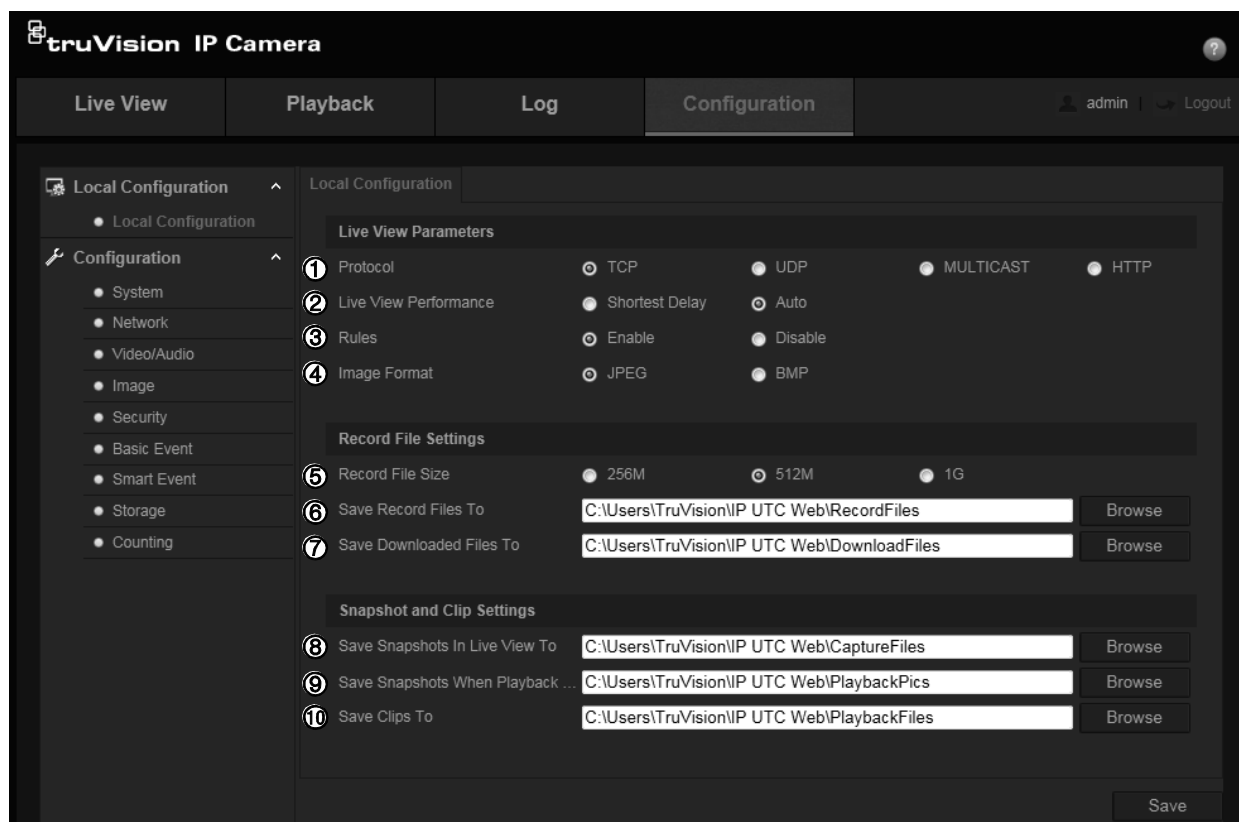 truVision IP Camera
?
Live View Playback Log Configuration admin | Logout
Local Configuration
Local Configuration
Configuration
System
Network
Video/Audio
Image
Security
Basic Event
Smart Event
Storage
Counting
Local Configuration
Live View Parameters
① Protocol TCP UDP MULTICAST HTTP
② Live View Performance Shortest Delay Auto
③ Rules Enable Disable
④ Image Format JPEG BMP
Record File Settings
⑤ Record File Size 256M 512M 1G
⑥ Save Record Files To C:\Users\TruVision\IP UTC Web\RecordFiles Browse
⑦ Save Downloaded Files To C:\Users\TruVision\IP UTC Web\DownloadFiles Browse
Snapshot and Clip Settings
⑧ Save Snapshots In Live View To C:\Users\TruVision\IP UTC Web\CaptureFiles Browse
⑨ Save Snapshots When Playback ... C:\Users\TruVision\IP UTC Web\PlaybackPics Browse
⑩ Save Clips To C:\Users\TruVision\IP UTC Web\PlaybackFiles Browse
Save